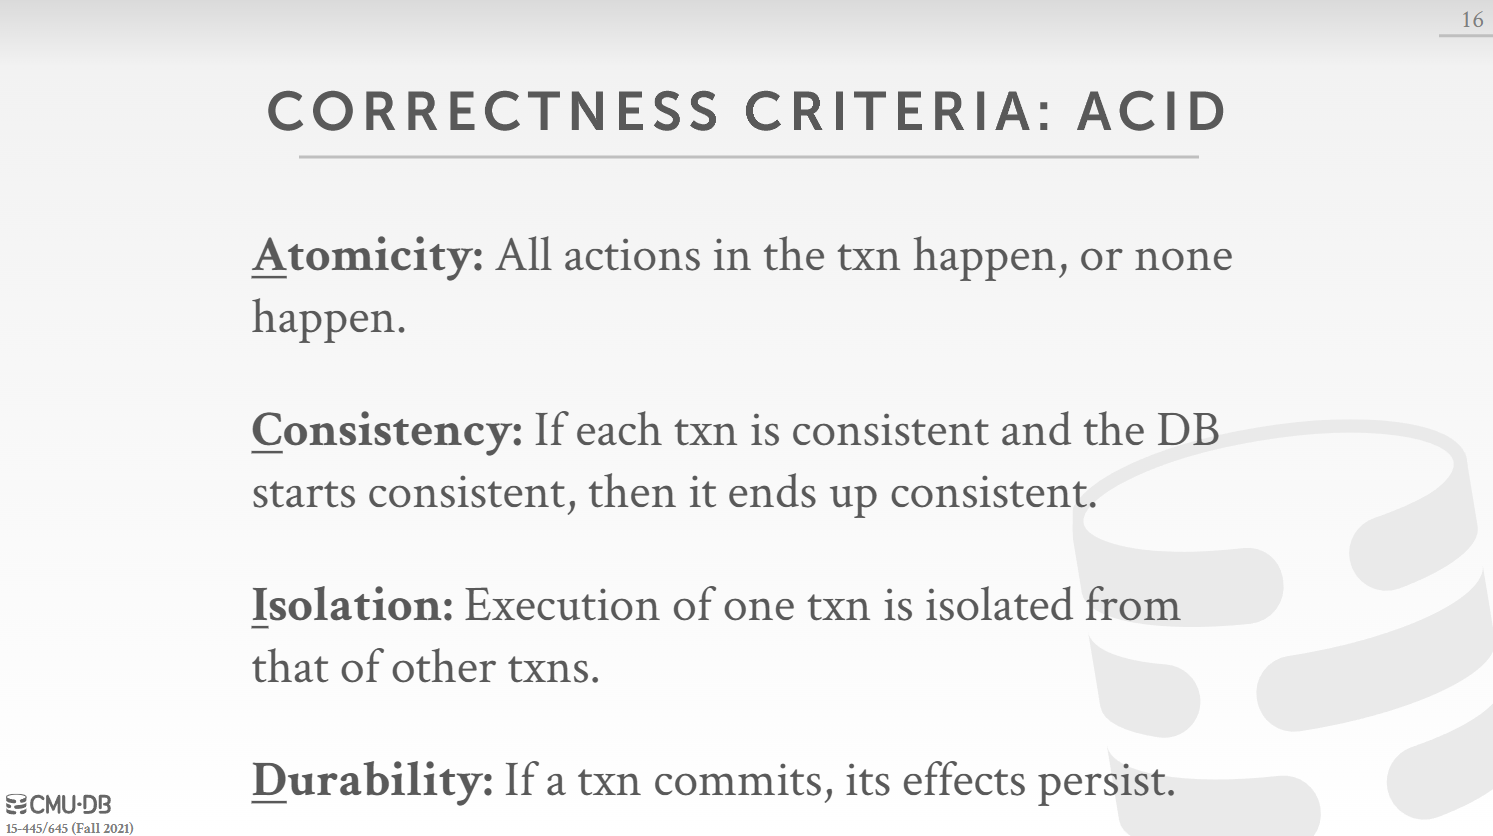 16
CORRECTNESS CRITERIA: ACID
Atomicity: All actions in the txn happen, or none
happen.
Consistency: If each txn is consistent and the DB
starts consistent, then it ends up consistent.
Isolation: Execution of one txn is isolated from
that of other txns.
Durability: If a txn commits, its effects persist.
CMU·DB
15-445/645 (Fall 2021)